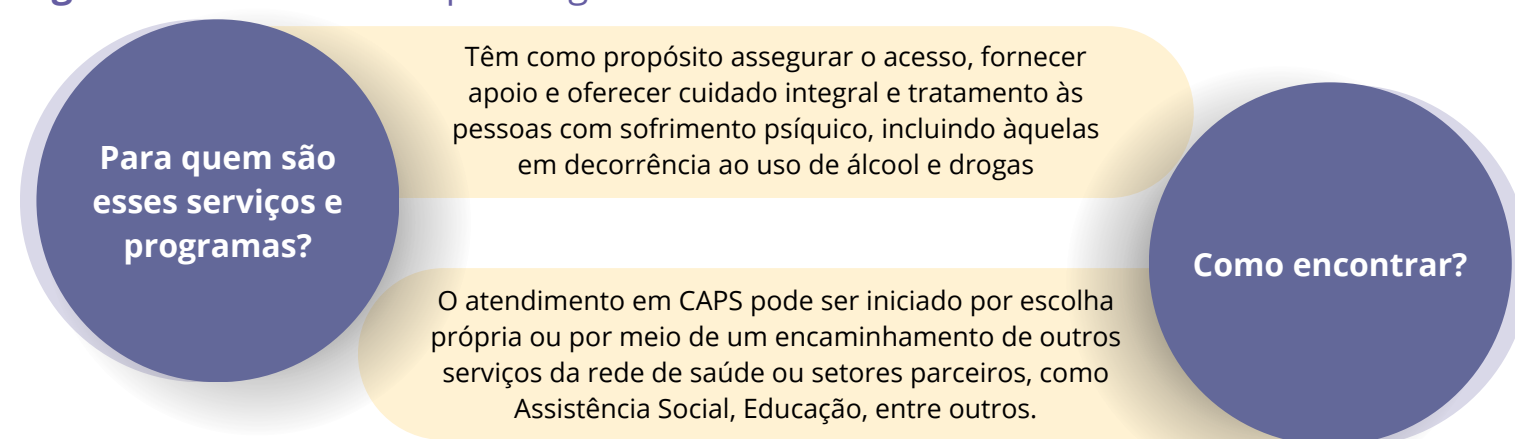 Para quem são
esses serviços e
programas?
Têm como propósito assegurar o acesso, fornecer
apoio e oferecer cuidado integral e tratamento às
pessoas com sofrimento psíquico, incluindo àquelas
em decorrência ao uso de álcool e drogas
Como encontrar?
O atendimento em CAPS pode ser iniciado por escolha
própria ou por meio de um encaminhamento de outros
serviços da rede de saúde ou setores parceiros, como
Assistência Social, Educação, entre outros.